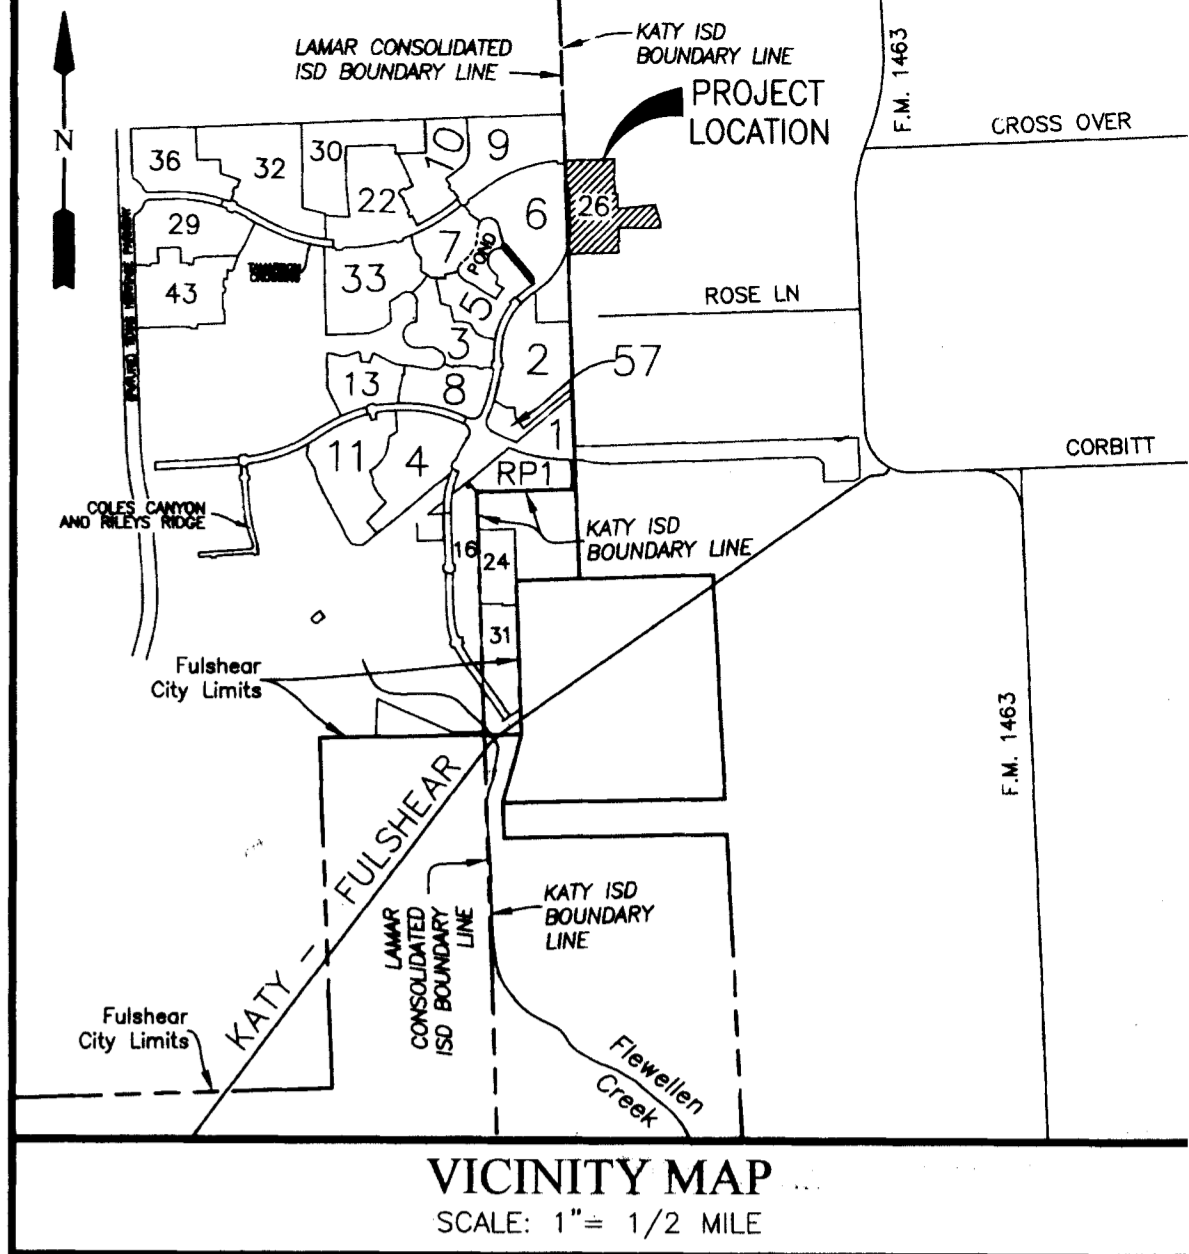 LAMAR CONSOLIDATED
ISD BOUNDARY LINE
KATY ISD
BOUNDARY LINE
PROJECT
LOCATION
F.M. 1463
CROSS OVER
N
36
32
30
10
9
22
6
26
29
7
POND
33
43
5
ROSE LN
3
2
57
13
8
1
11
4
RP1
CORBITT
COLES CANYON
AND RILEYS RIDGE
KATY ISD
BOUNDARY LINE
16
24
31
Fulshear
City Limits
F.M. 1463
KATY – FULSHEAR
LAMAR
CONSOLIDATED
ISD BOUNDARY
LINE
KATY ISD
BOUNDARY
LINE
Fulshear
City Limits
Flewellen
Creek
VICINITY MAP
SCALE: 1"= 1/2 MILE